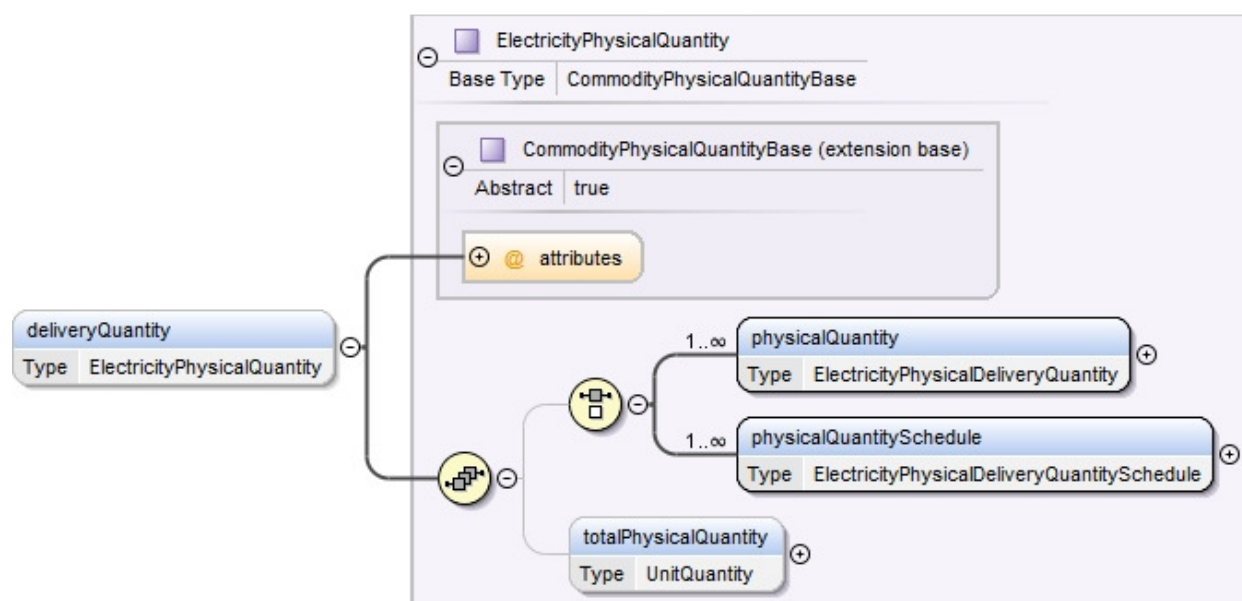 ElectricityPhysicalQuantity
Base Type CommodityPhysicalQuantityBase
CommodityPhysicalQuantityBase (extension base)
Abstract true
@ attributes
deliveryQuantity
Type ElectricityPhysicalQuantity
1..∞ physicalQuantity
Type ElectricityPhysicalDeliveryQuantity
1..∞ physicalQuantitySchedule
Type ElectricityPhysicalDeliveryQuantitySchedule
totalPhysicalQuantity
Type UnitQuantity